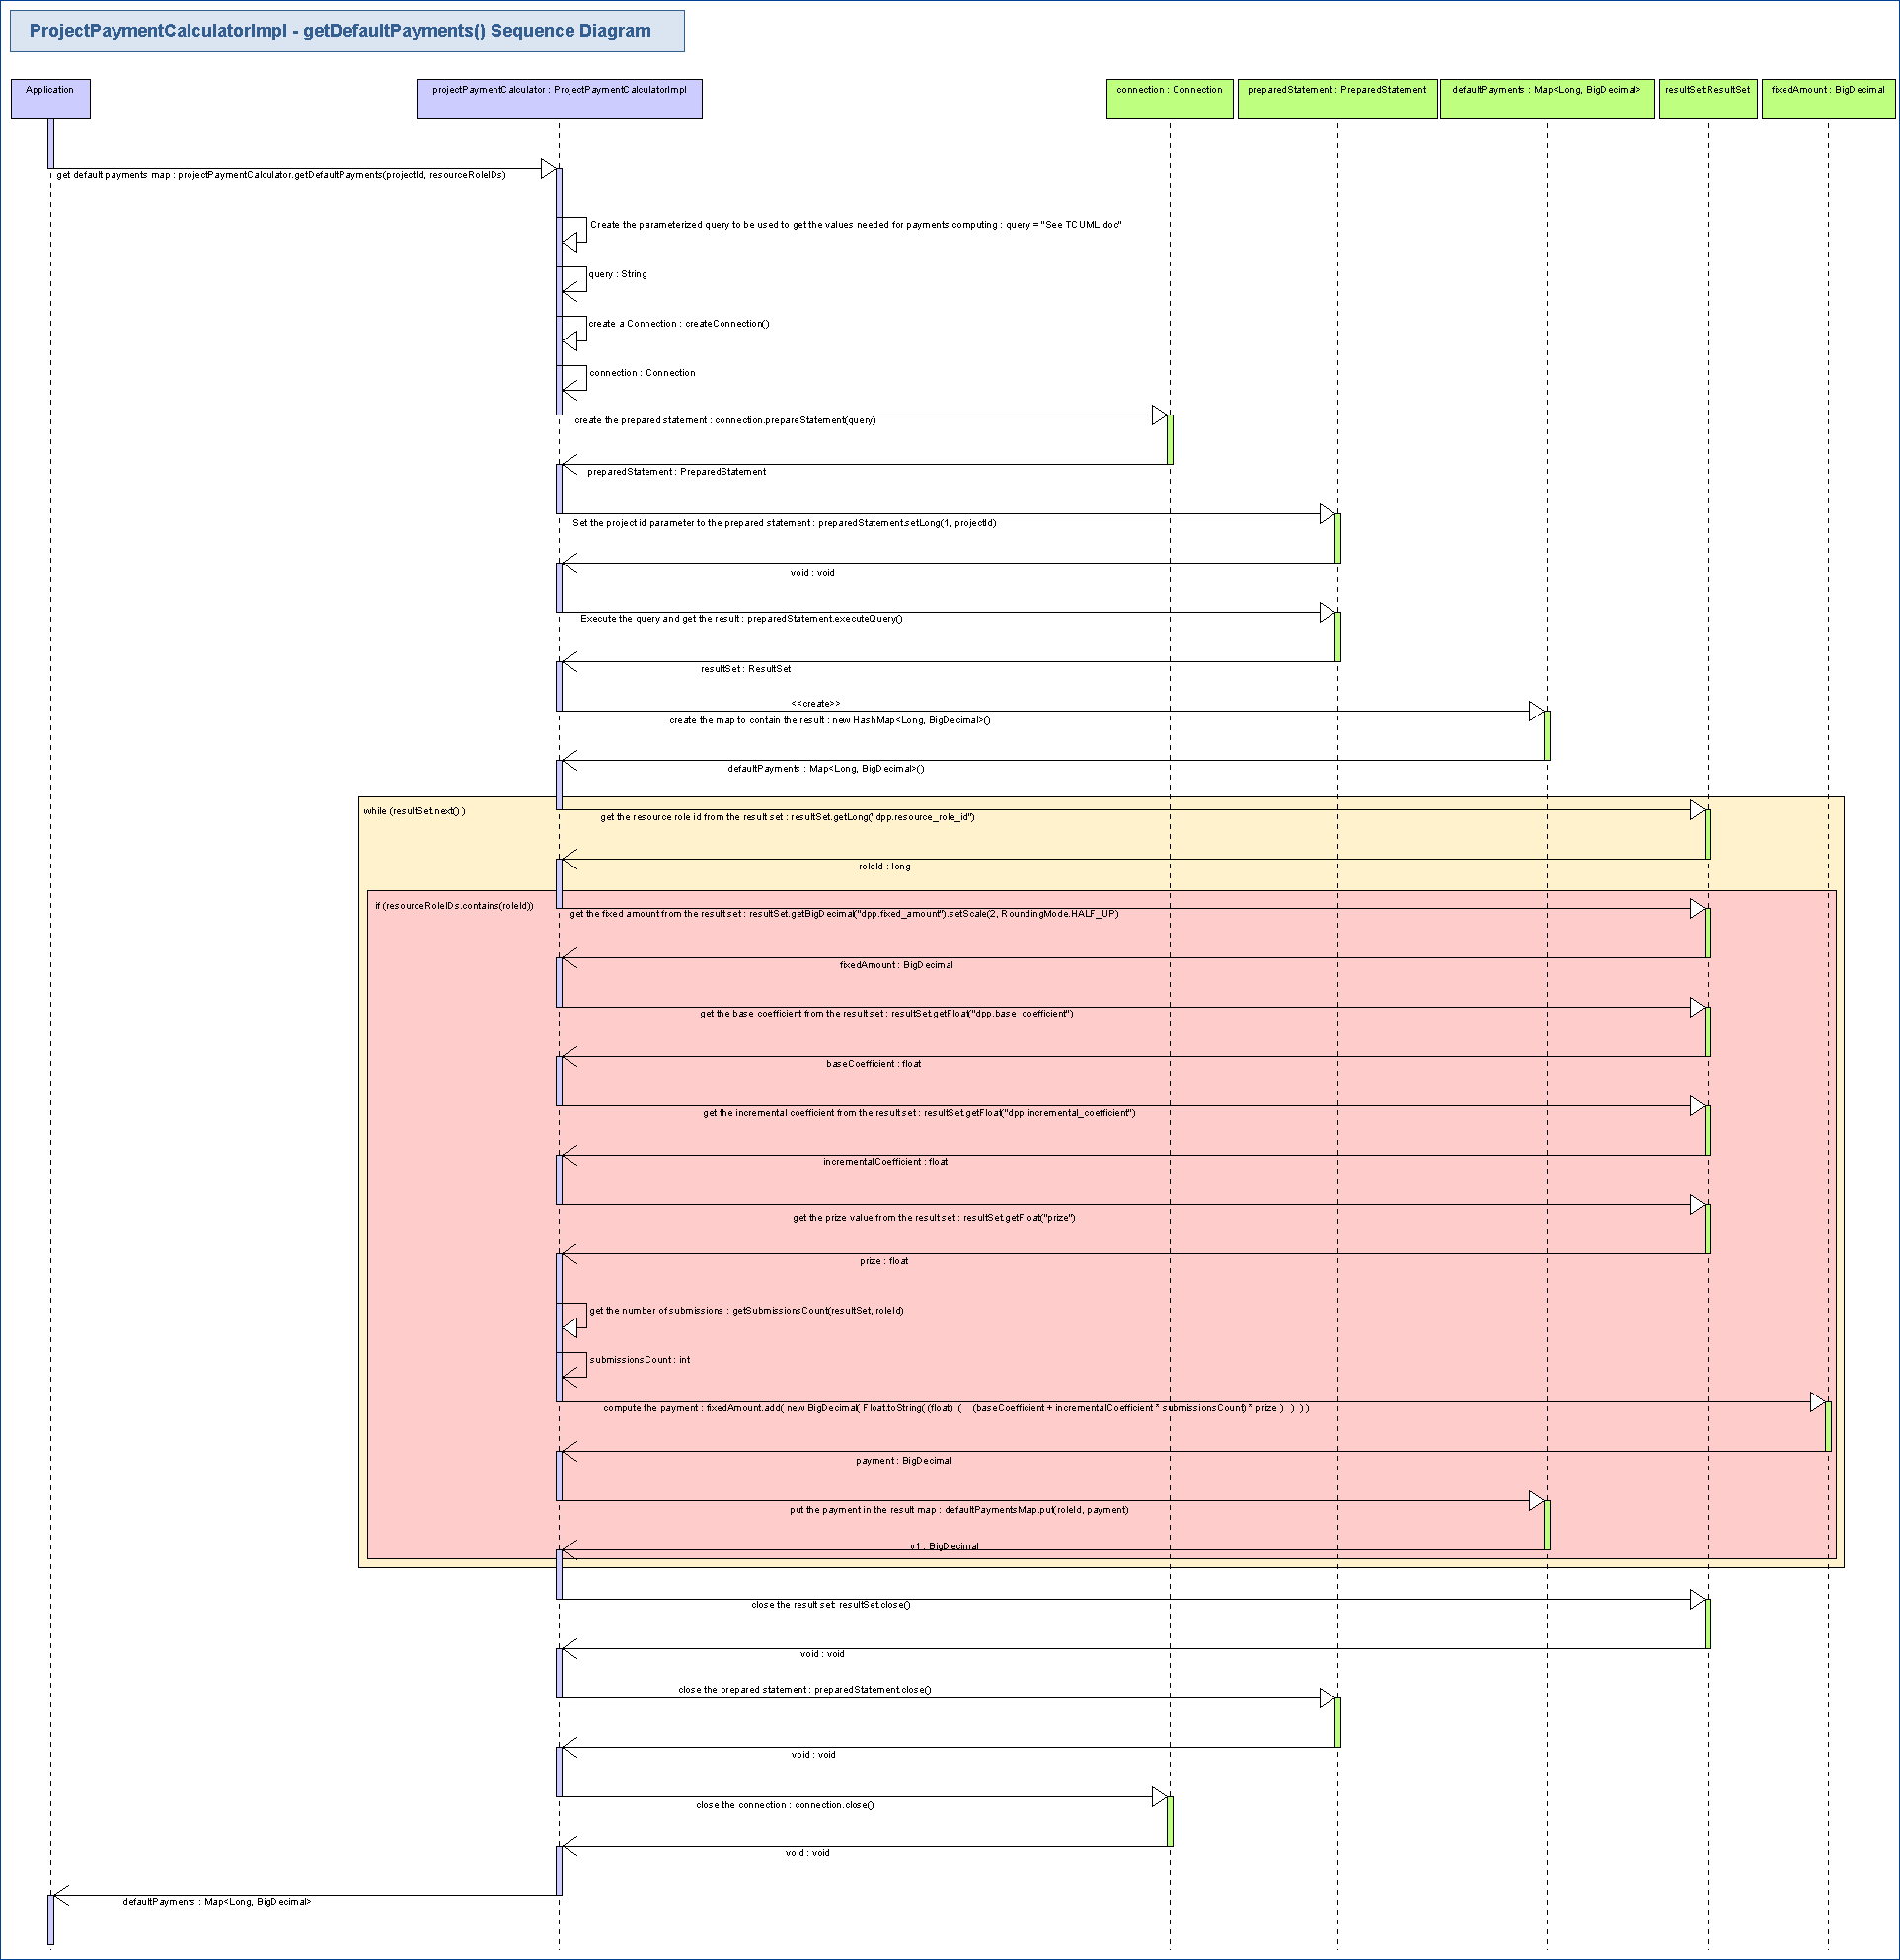 ProjectPaymentCalculatorImpl - getDefaultPayments() Sequence Diagram
Application
projectPaymentCalculator : ProjectPaymentCalculatorImpl
connection : Connection
preparedStatement : PreparedStatement
defaultPayments : Map<Long, BigDecimal>
resultSet:ResultSet
fixedAmount : BigDecimal
get default payments map : projectPaymentCalculator.getDefaultPayments(projectId, resourceRoleIDs)
Create the parameterized query to be used to get the values needed for payments computing : query = "See TCUML doc"
query : String
create a Connection : createConnection()
connection : Connection
create the prepared statement : connection.prepareStatement(query)
preparedStatement : PreparedStatement
Set the project id parameter to the prepared statement : preparedStatement.setLong(1, projectId)
void : void
Execute the query and get the result : preparedStatement.executeQuery()
resultSet : ResultSet
<<create>>
create the map to contain the result : new HashMap<Long, BigDecimal>()
defaultPayments : Map<Long, BigDecimal>()
while (resultSet.next() )
get the resource role id from the result set : resultSet.getLong("dpp.resource_role_id")
roleId : long
if (resourceRoleIDs.contains(roleId))
get the fixed amount from the result set : resultSet.getBigDecimal("dpp.fixed_amount").setScale(2, RoundingMode.HALF_UP)
fixedAmount : BigDecimal
get the base coefficient from the result set : resultSet.getFloat("dpp.base_coefficient")
baseCoefficient : float
get the incremental coefficient from the result set : resultSet.getFloat("dpp.incremental_coefficient")
incrementalCoefficient : float
get the prize value from the result set : resultSet.getFloat("prize")
prize : float
get the number of submissions : getSubmissionsCount(resultSet, roleId)
submissionsCount : int
compute the payment : fixedAmount.add( new BigDecimal( Float.toString( (float) ( (baseCoefficient + incrementalCoefficient * submissionsCount) * prize ) ) ) )
payment : BigDecimal
put the payment in the result map : defaultPaymentsMap.put(roleId, payment)
v1 : BigDecimal
close the result set: resultSet.close()
void : void
close the prepared statement : preparedStatement.close()
void : void
close the connection : connection.close()
void : void
defaultPayments : Map<Long, BigDecimal>